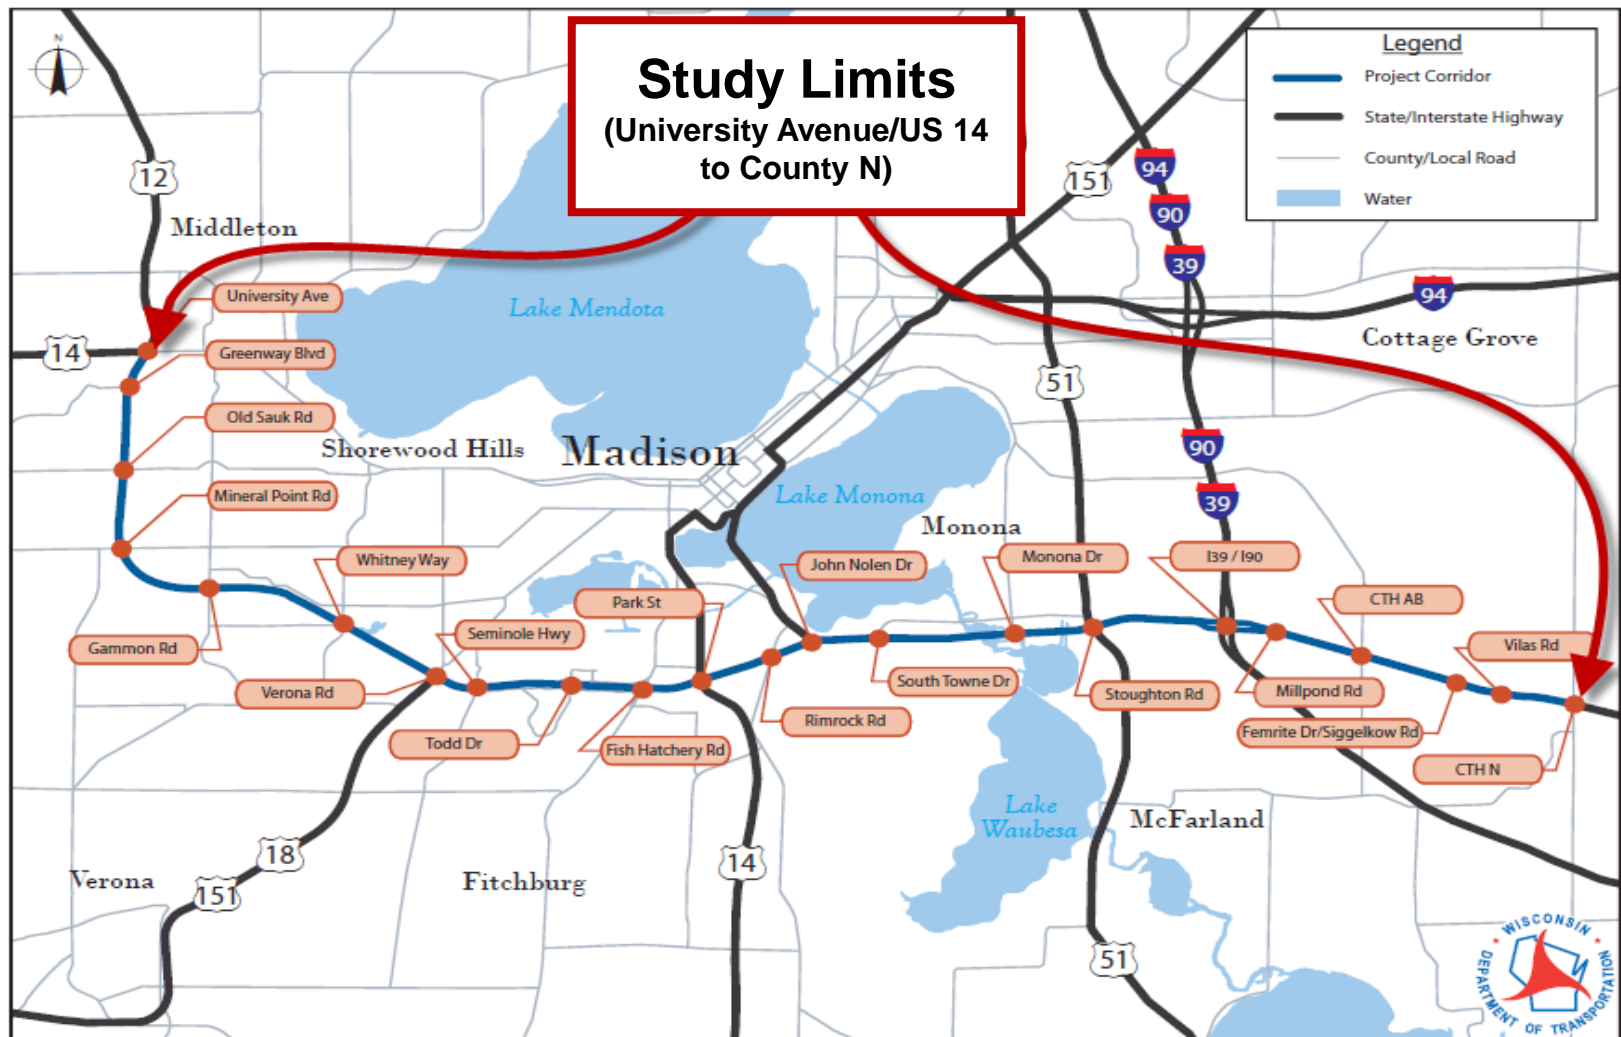 Study Limits
(University Avenue/US 14
to County N)
Legend
Project Corridor
State/Interstate Highway
County/Local Road
Water
N
12
Middleton
151
94
90
39
94
University Ave
Lake Mendota
Cottage Grove
14
Greenway Blvd
51
Old Sauk Rd
Shorewood Hills
Madison
90
Mineral Point Rd
Lake Monona
39
Monona
Whitney Way
John Nolen Dr
Monona Dr
I39 / I90
Park St
CTH AB
Gammon Rd
Seminole Hwy
Vilas Rd
Verona Rd
South Towne Dr
Stoughton Rd
Millpond Rd
Todd Dr
Fish Hatchery Rd
Rimrock Rd
Femrite Dr/Siggelkow Rd
CTH N
Lake
Waubesa
McFarland
18
14
Verona
151
Fitchburg
51
WISCONSIN
DEPARTMENT OF TRANSPORTATION